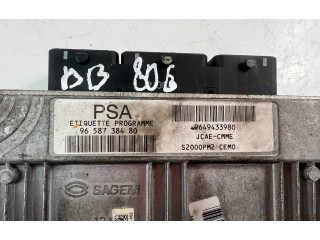 DB 806
PSA
ETIQUETTE PROGRAMME
96 587 384 80
9649433980
JCAE-CMME
S2000PM2 CEMO
SAGEM